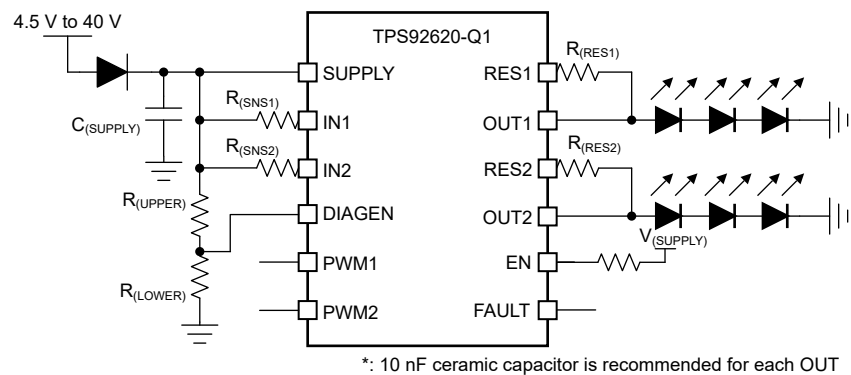 4.5 V to 40 V
TPS92620-Q1
SUPPLY
RES1
R(RES1)
R(SNS1)
C(SUPPLY)
IN1
OUT1
R(SNS2)
R(RES2)
IN2
RES2
R(UPPER)
DIAGEN
OUT2
V(SUPPLY)
PWM1
EN
R(LOWER)
PWM2
FAULT
*: 10 nF ceramic capacitor is recommended for each OUT